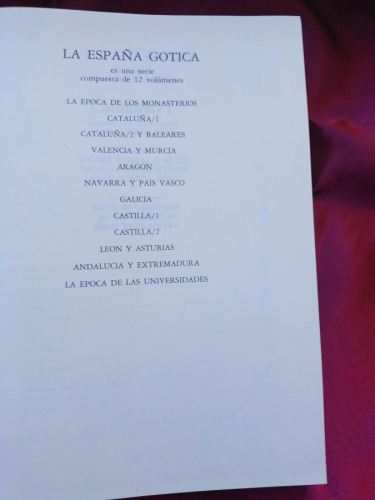 LA ESPAÑA GOTICA
es una serie
compuesta de 12 volúmenes
LA EPOCA DE LOS MONASTERIOS
CATALUÑA/1
CATALUÑA/2 Y BALEARES
VALENCIA Y MURCIA
ARAGON
NAVARRA Y PAIS VASCO
GALICIA
CASTILLA/1
CASTILLA/2
LEON Y ASTURIAS
ANDALUCIA Y EXTREMADURA
LA EPOCA DE LAS UNIVERSIDADES